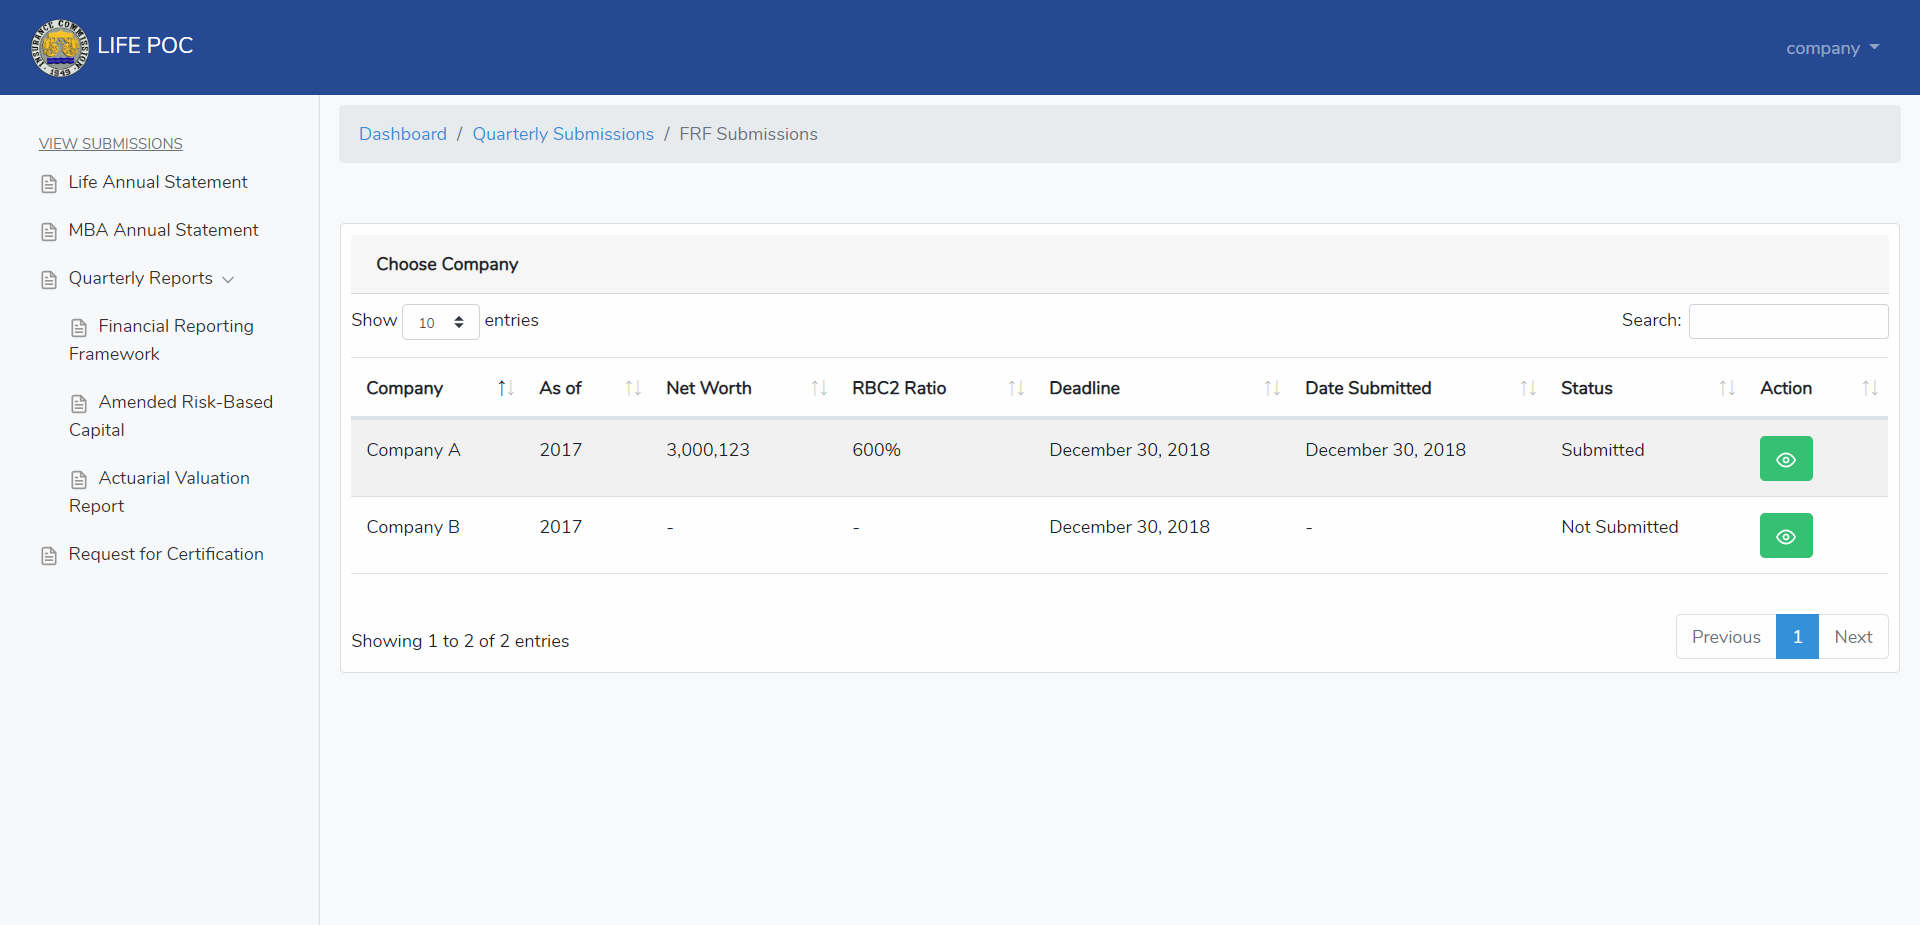 INSURANCE COMMISSION
1949
LIFE POC
company
VIEW SUBMISSIONS
Life Annual Statement
MBA Annual Statement
Quarterly Reports
Financial Reporting
Framework
Amended Risk-Based
Capital
Actuarial Valuation
Report
Request for Certification
Dashboard / Quarterly Submissions / FRF Submissions
Choose Company
Show 10 entries
Search:
Company As of Net Worth RBC2 Ratio Deadline Date Submitted Status Action
Company A 2017 3,000,123 600% December 30, 2018 December 30, 2018 Submitted
Company B 2017 - - December 30, 2018 - Not Submitted
Showing 1 to 2 of 2 entries
Previous 1 Next